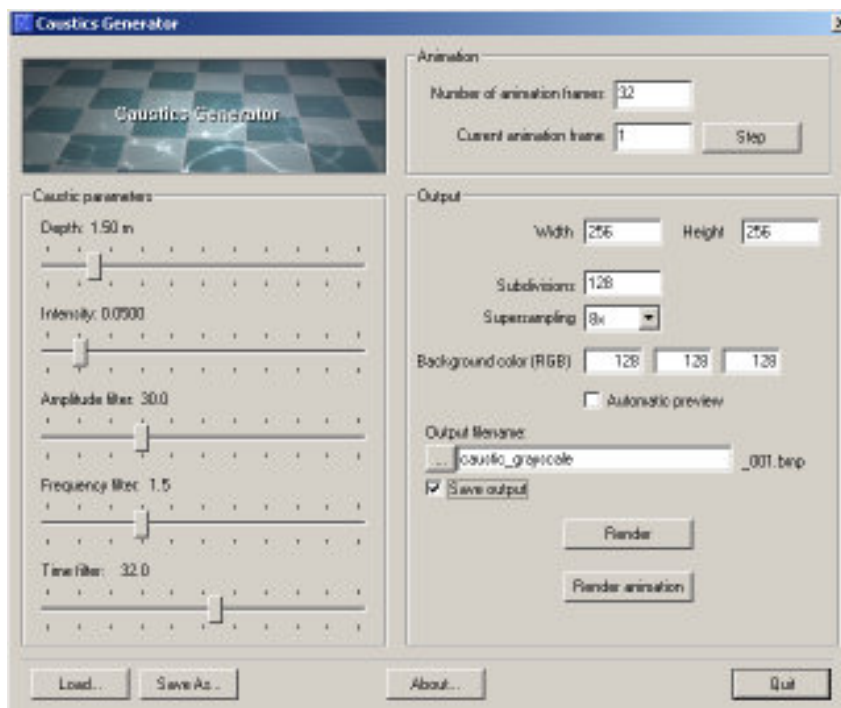 Caustics Generator
Caustics Generator
Animation
Number of animation frames: 32
Current animation frame: 1 Step
Caustic parameters
Depth: 1.50 m
Intensity: 0.0500
Amplitude filter: 30.0
Frequency filter: 1.5
Time filter: 32.0
Output
Width 256 Height 256
Subdivisions: 128
Supersampling 8x
Background color (RGB) 128 128 128
Automatic preview
Output filename:
... caustic_grayscale _001.bmp
Save output
Render
Render animation
Load... Save As... About... Quit